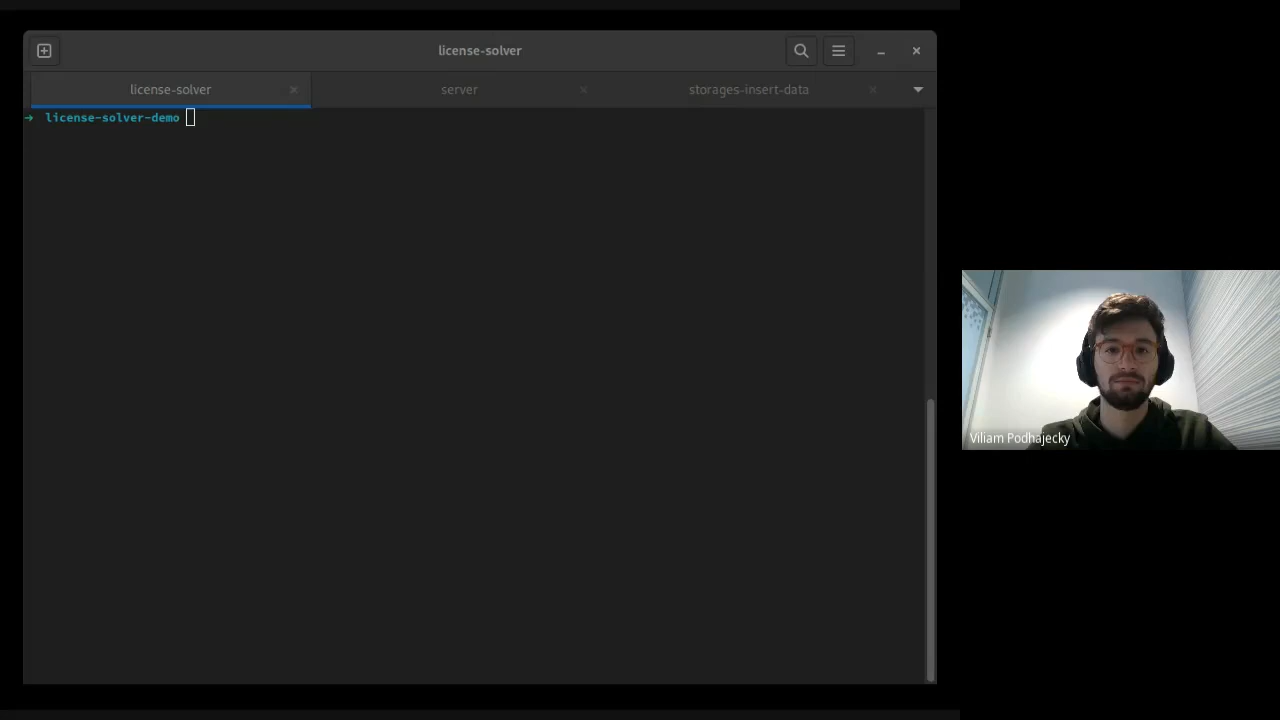 license-solver
license-solver
server
storages-insert-data
→ license-solver-demo
Viliam Podhajecky